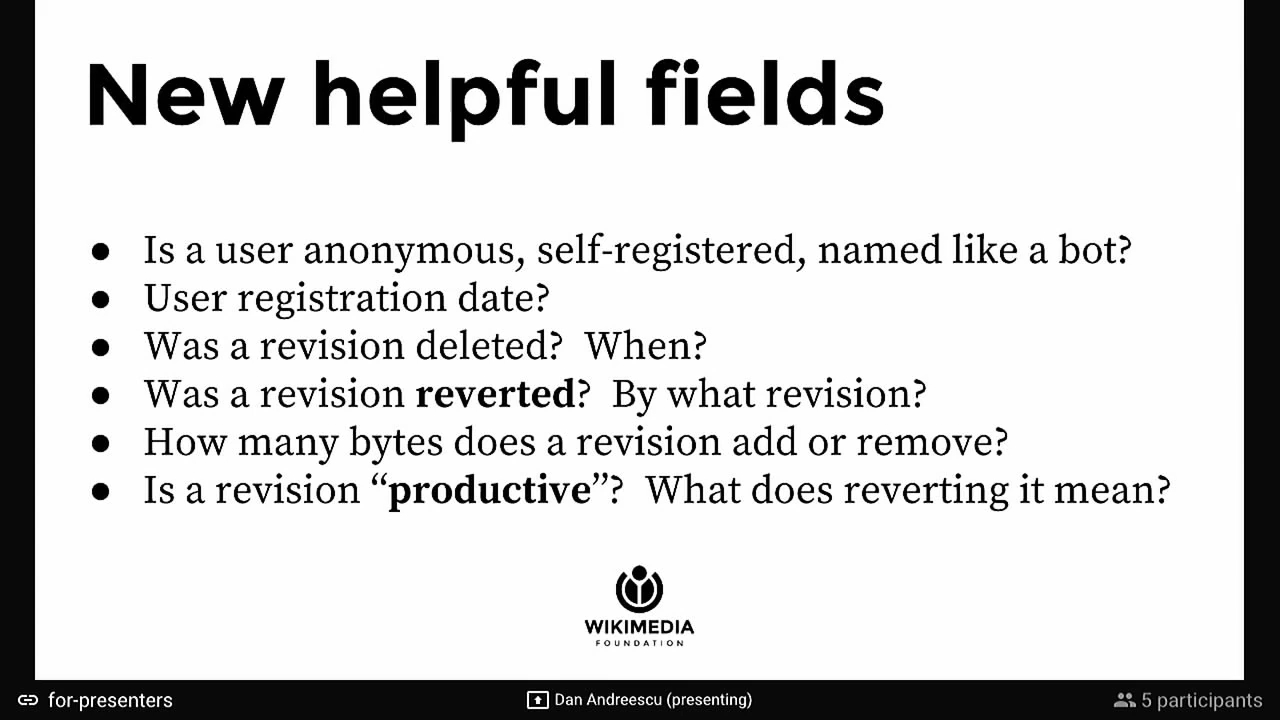 New helpful fields
● Is a user anonymous, self-registered, named like a bot?
● User registration date?
● Was a revision deleted?  When?
● Was a revision reverted?  By what revision?
● How many bytes does a revision add or remove?
● Is a revision “productive”?  What does reverting it mean?
WIKIMEDIA
FOUNDATION
for-presenters
Dan Andreescu (presenting)
5 participants